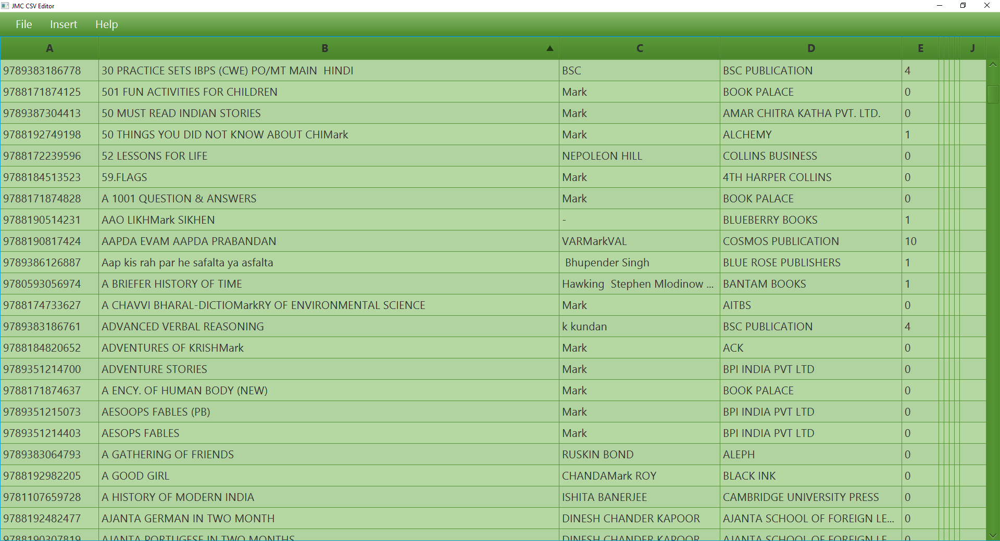 JMC CSV Editor
File Insert Help
A B C D E J
9789383186778 30 PRACTICE SETS IBPS (CWE) PO/MT MAIN  HINDI BSC BSC PUBLICATION 4
9788171874125 501 FUN ACTIVITIES FOR CHILDREN Mark BOOK PALACE 0
9789387304413 50 MUST READ INDIAN STORIES Mark AMAR CHITRA KATHA PVT. LTD. 0
9788192749198 50 THINGS YOU DID NOT KNOW ABOUT CHIMark Mark ALCHEMY 1
9788172239596 52 LESSONS FOR LIFE NEPOLEON HILL COLLINS BUSINESS 0
9788184513523 59.FLAGS Mark 4TH HARPER COLLINS 0
9788171874828 A 1001 QUESTION & ANSWERS Mark BOOK PALACE 0
9788190514231 AAO LIKHMark SIKHEN - BLUEBERRY BOOKS 1
9788190817424 AAPDA EVAM AAPDA PRABANDAN VARMarkVAL COSMOS PUBLICATION 10
9789386126887 Aap kis rah par he safalta ya asfalta Bhupender Singh BLUE ROSE PUBLISHERS 1
9780593056974 A BRIEFER HISTORY OF TIME Hawking  Stephen Mlodinow ... BANTAM BOOKS 1
9788174733627 A CHAVVI BHARAL-DICTIOMarkRY OF ENVIRONMENTAL SCIENCE Mark AITBS 0
9789383186761 ADVANCED VERBAL REASONING k kundan BSC PUBLICATION 4
9788184820652 ADVENTURES OF KRISHMark Mark ACK 0
9789351214700 ADVENTURE STORIES Mark BPI INDIA PVT LTD 0
9788171874637 A ENCY. OF HUMAN BODY (NEW) Mark BOOK PALACE 0
9789351215073 AESOOPS FABLES (PB) Mark BPI INDIA PVT LTD 0
9789351214403 AESOPS FABLES Mark BPI INDIA PVT LTD 0
9789383064793 A GATHERING OF FRIENDS RUSKIN BOND ALEPH 0
9788192982205 A GOOD GIRL CHANDAMark ROY BLACK INK 0
9781107659728 A HISTORY OF MODERN INDIA ISHITA BANERJEE CAMBRIDGE UNIVERSITY PRESS 0
9788192482477 AJANTA GERMAN IN TWO MONTH DINESH CHANDER KAPOOR AJANTA SCHOOL OF FOREIGN LE... 0
9788190307819 AJANTA PORTUGESE IN TWO MONTHS DINESH CHANDER KAPOOR AJANTA SCHOOL OF FOREIGN LE... 0